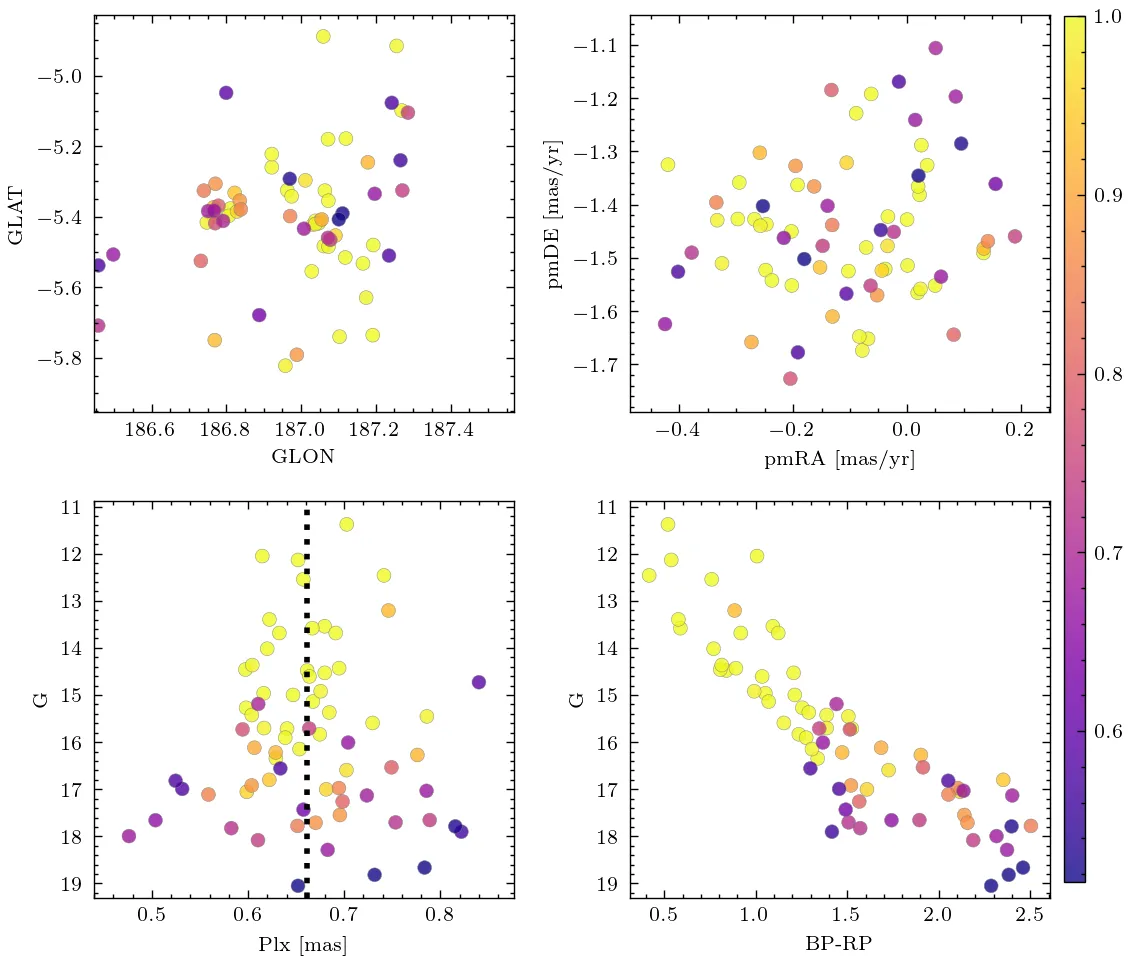 −5.0
−5.2
−5.4
−5.6
−5.8
GLAT
186.6 186.8 187.0 187.2 187.4
GLON
−1.1
−1.2
−1.3
−1.4
−1.5
−1.6
−1.7
pmDE [mas/yr]
−0.4 −0.2 0.0 0.2
pmRA [mas/yr]
1.0
0.9
0.8
0.7
0.6
11
12
13
14
15
16
17
18
19
G
0.5 0.6 0.7 0.8
Plx [mas]
11
12
13
14
15
16
17
18
19
G
0.5 1.0 1.5 2.0 2.5
BP-RP